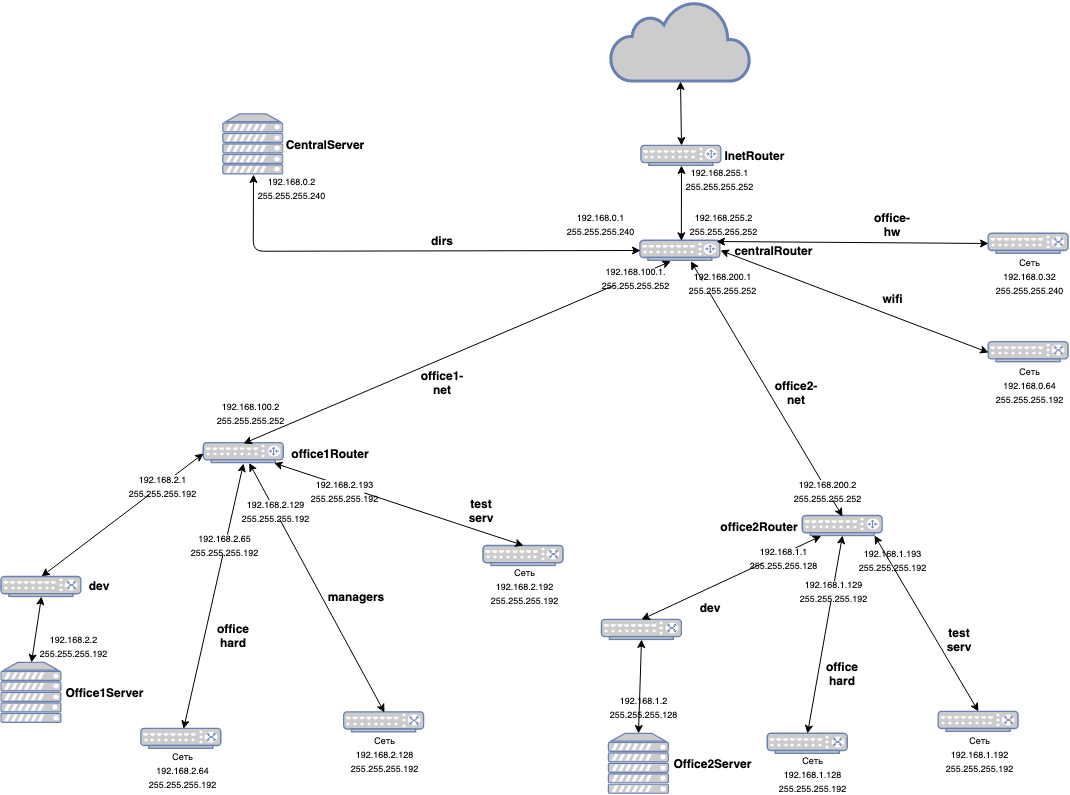 CentralServer
192.168.0.2
255.255.255.240
InetRouter
192.168.255.1
255.255.255.252
192.168.0.1
255.255.255.240
192.168.255.2
255.255.255.252
office-
hw
dirs
centralRouter
Сеть
192.168.0.32
255.255.255.240
192.168.100.1.
255.255.255.252
192.168.200.1
255.255.255.252
wifi
Сеть
192.168.0.64
255.255.255.192
office1-
net
office2-
net
192.168.100.2
255.255.255.252
office1Router
192.168.2.1
255.255.255.192
192.168.2.193
255.255.255.192
192.168.2.129
255.255.255.192
192.168.2.65
255.255.255.192
test
serv
Сеть
192.168.2.192
255.255.255.192
192.168.200.2
255.255.255.252
office2Router
192.168.1.1
255.255.255.128
192.168.1.193
255.255.255.192
192.168.1.129
255.255.255.192
dev
managers
office
hard
192.168.2.2
255.255.255.192
Office1Server
dev
test
serv
office
hard
192.168.1.2
255.255.255.128
Office2Server
Сеть
192.168.2.64
255.255.255.192
Сеть
192.168.2.128
255.255.255.192
Сеть
192.168.1.128
255.255.255.192
Сеть
192.168.1.192
255.255.255.192